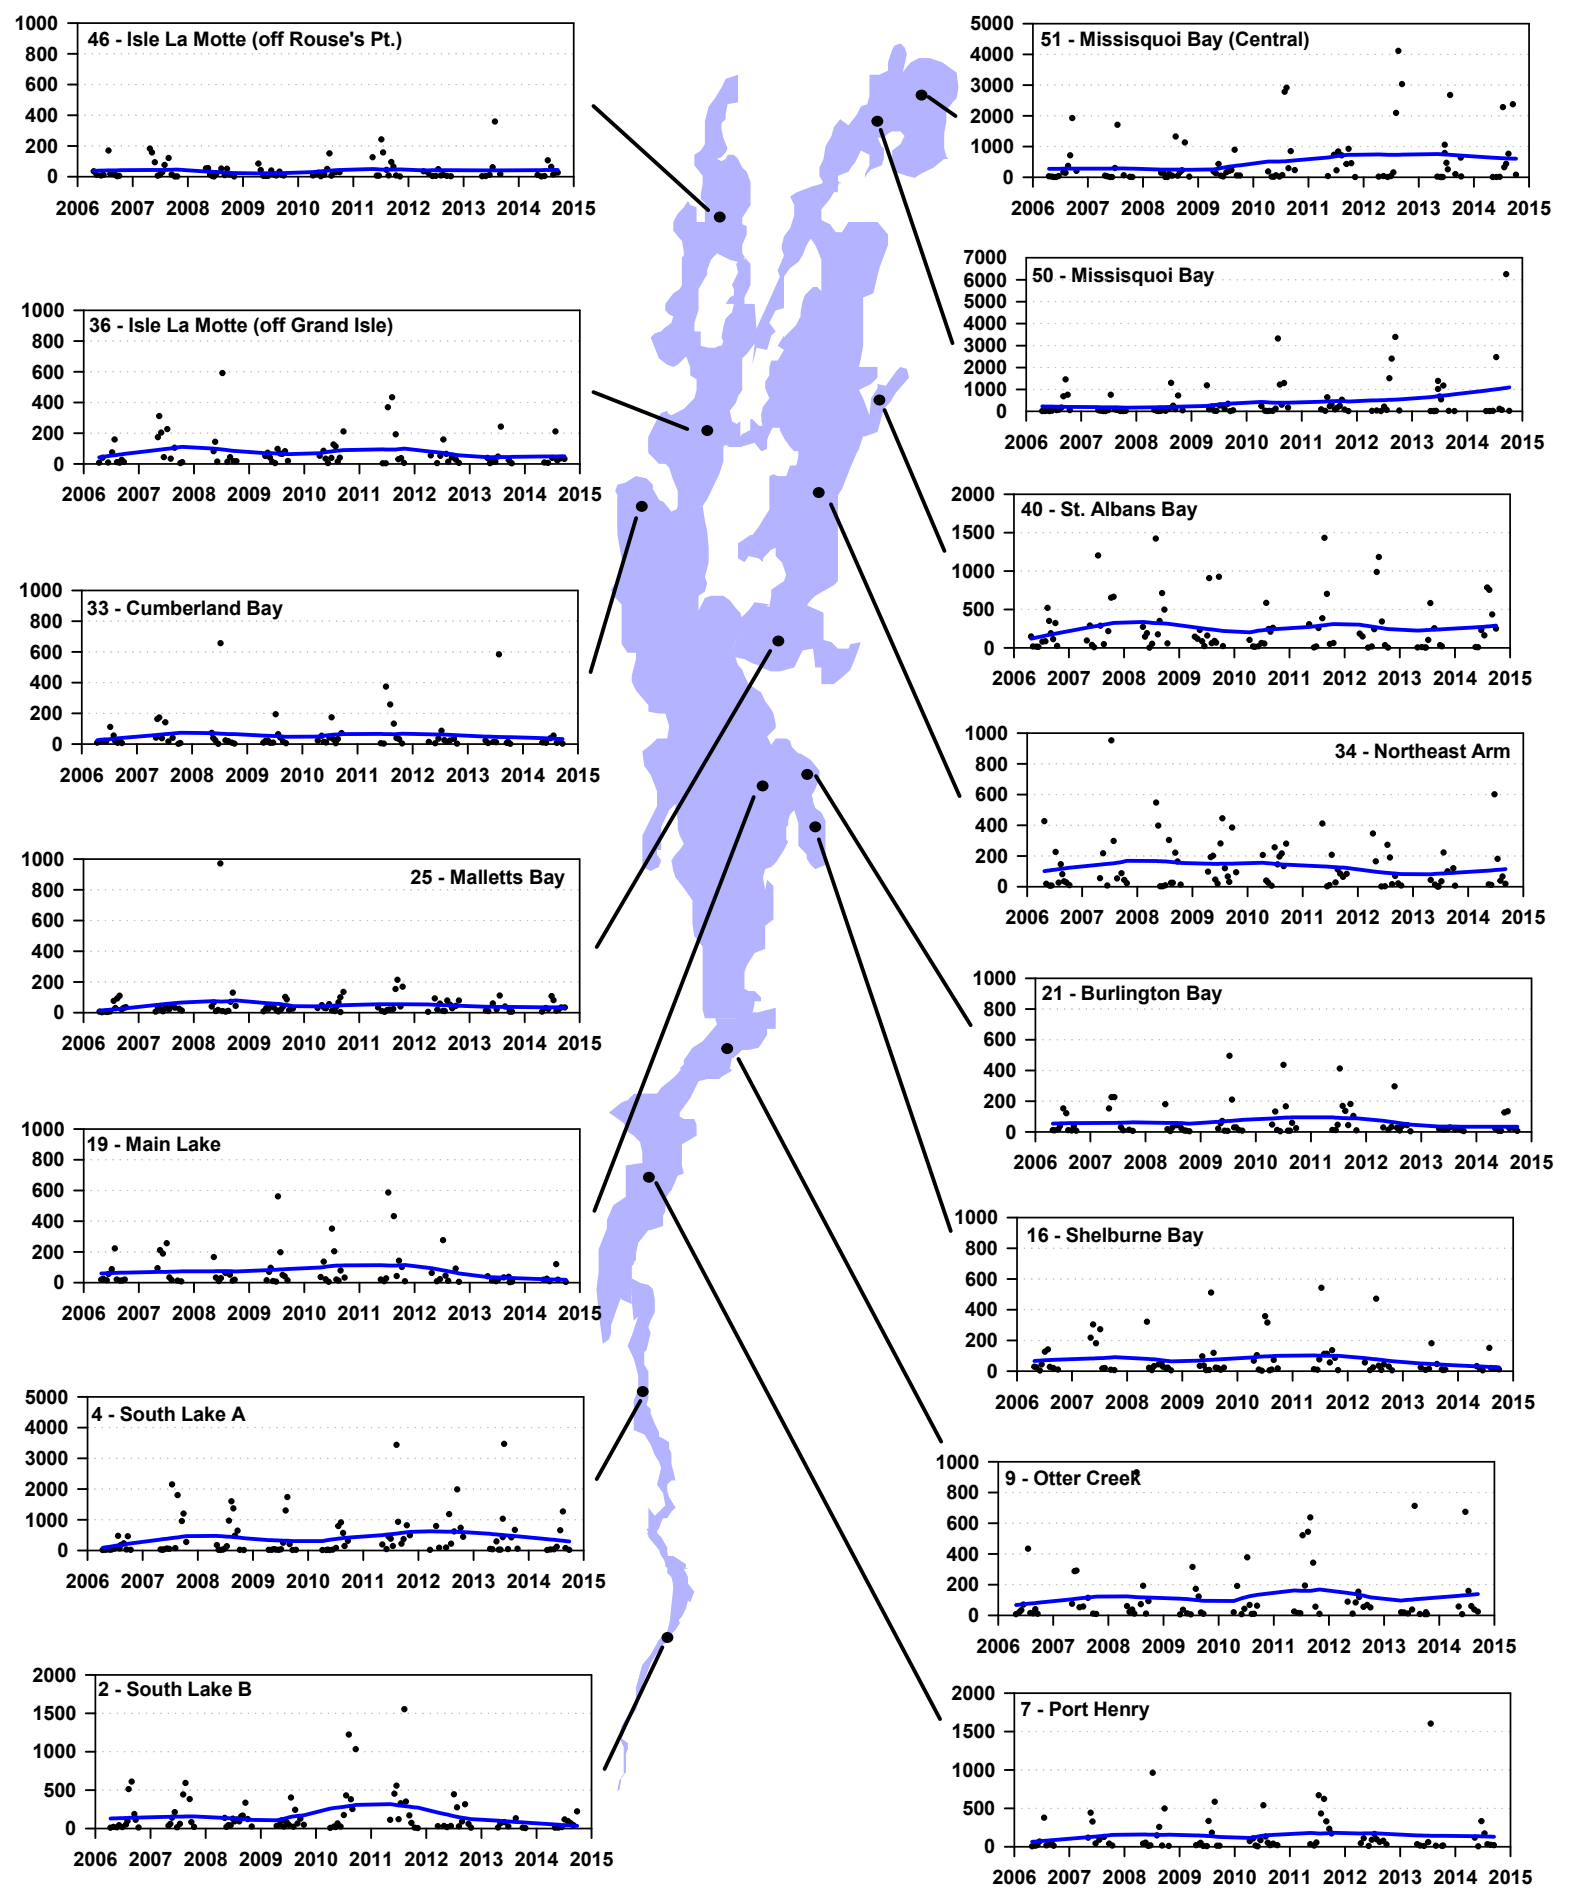 46 - Isle La Motte (off Rouse's Pt.)
1000
800
600
400
200
0
2006 2007 2008 2009 2010 2011 2012 2013 2014 2015
36 - Isle La Motte (off Grand Isle)
1000
800
600
400
200
0
2006 2007 2008 2009 2010 2011 2012 2013 2014 2015
33 - Cumberland Bay
1000
800
600
400
200
0
2006 2007 2008 2009 2010 2011 2012 2013 2014 2015
25 - Malletts Bay
1000
800
600
400
200
0
2006 2007 2008 2009 2010 2011 2012 2013 2014 2015
19 - Main Lake
1000
800
600
400
200
0
2006 2007 2008 2009 2010 2011 2012 2013 2014 2015
4 - South Lake A
5000
4000
3000
2000
1000
0
2006 2007 2008 2009 2010 2011 2012 2013 2014 2015
2 - South Lake B
2000
1500
1000
500
0
2006 2007 2008 2009 2010 2011 2012 2013 2014 2015
51 - Missisquoi Bay (Central)
5000
4000
3000
2000
1000
0
2006 2007 2008 2009 2010 2011 2012 2013 2014 2015
50 - Missisquoi Bay
7000
6000
5000
4000
3000
2000
1000
0
2006 2007 2008 2009 2010 2011 2012 2013 2014 2015
40 - St. Albans Bay
2000
1500
1000
500
0
2006 2007 2008 2009 2010 2011 2012 2013 2014 2015
34 - Northeast Arm
1000
800
600
400
200
0
2006 2007 2008 2009 2010 2011 2012 2013 2014 2015
21 - Burlington Bay
1000
800
600
400
200
0
2006 2007 2008 2009 2010 2011 2012 2013 2014 2015
16 - Shelburne Bay
1000
800
600
400
200
0
2006 2007 2008 2009 2010 2011 2012 2013 2014 2015
9 - Otter Creek
1000
800
600
400
200
0
2006 2007 2008 2009 2010 2011 2012 2013 2014 2015
7 - Port Henry
2000
1500
1000
500
0
2006 2007 2008 2009 2010 2011 2012 2013 2014 2015